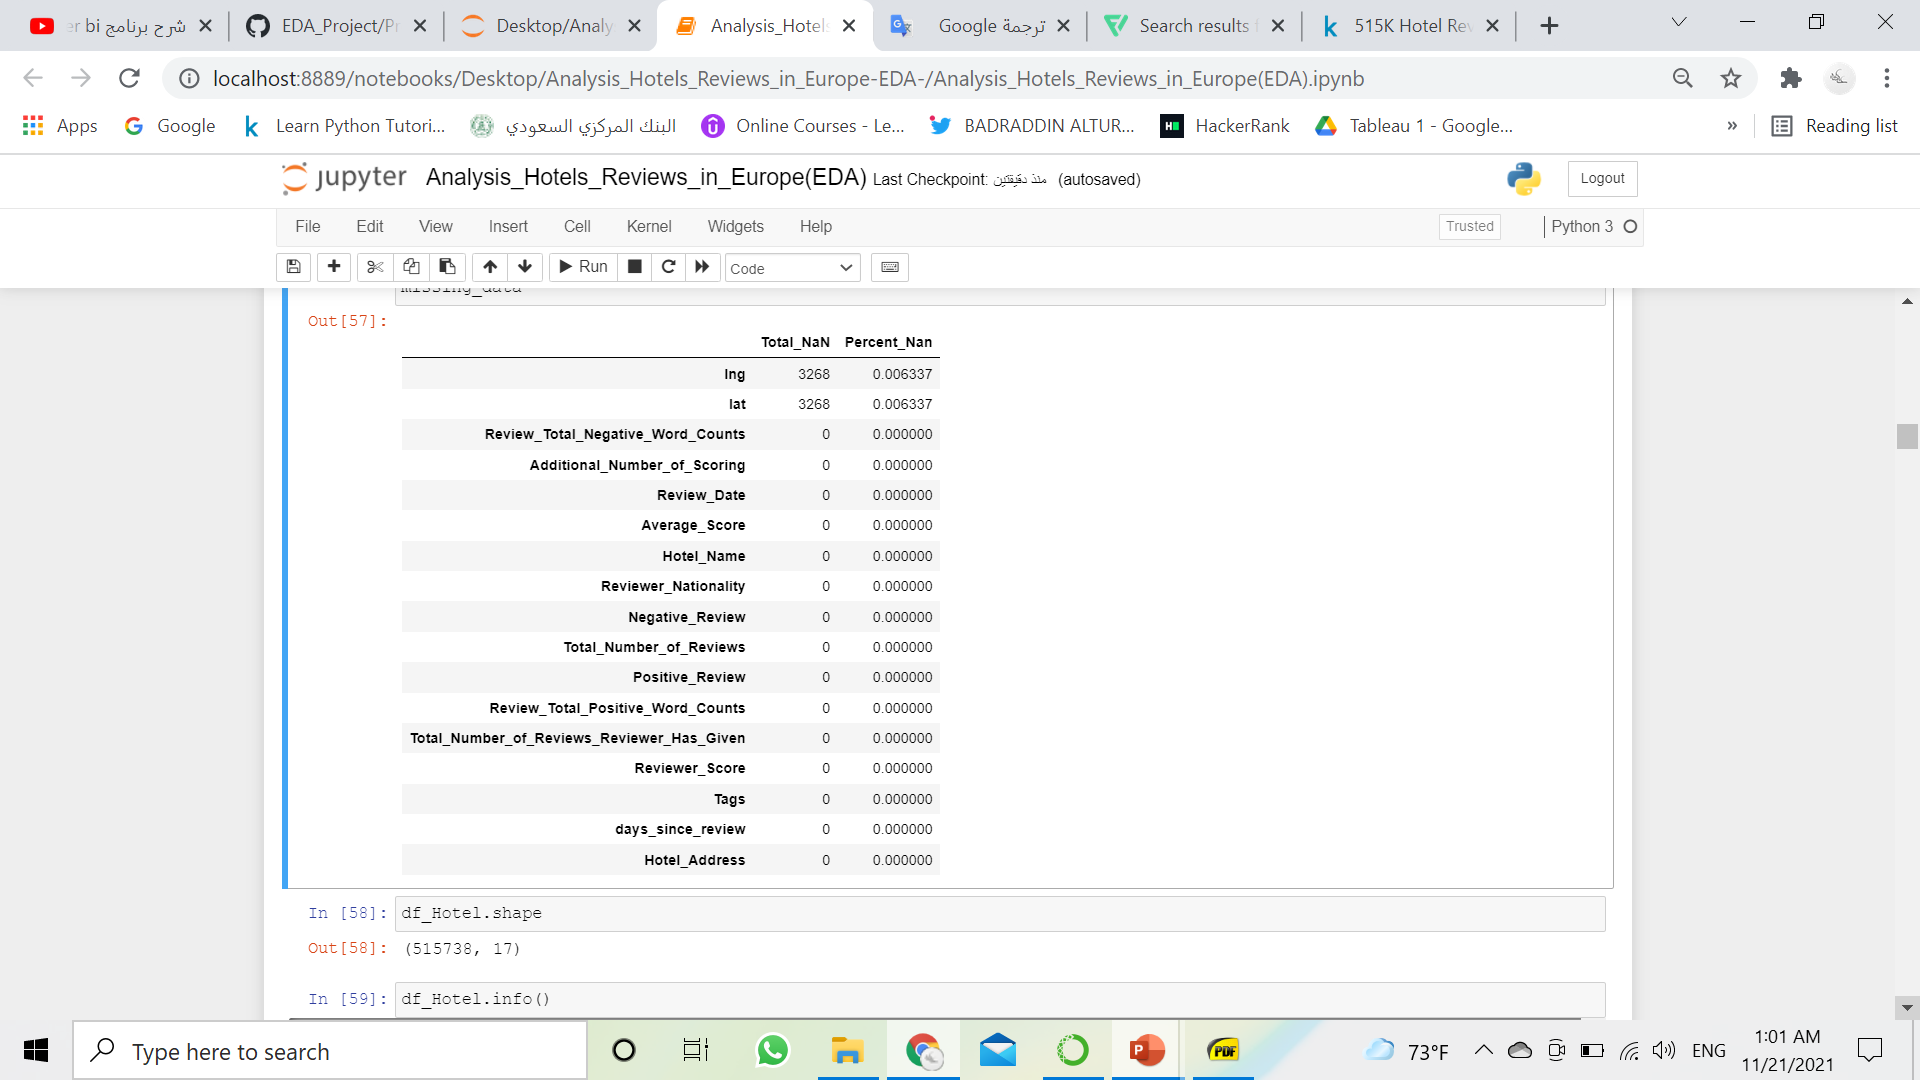 er bi شرح برنامج
EDA_Project/Pr
Desktop/Analy
Analysis_Hotels
Google ترجمة
Search results f
515K Hotel Rev
localhost:8889/notebooks/Desktop/Analysis_Hotels_Reviews_in_Europe-EDA-/Analysis_Hotels_Reviews_in_Europe(EDA).ipynb
Apps Google Learn Python Tutori... البنك المركزي السعودي Online Courses - Le... BADRADDIN ALTUR... HackerRank Tableau 1 - Google... » Reading list
jupyter Analysis_Hotels_Reviews_in_Europe(EDA) Last Checkpoint: منذ دقيقتين (autosaved) Logout
File Edit View Insert Cell Kernel Widgets Help Trusted Python 3
Run Code
missing_data
Out[57]:
Total_NaN Percent_Nan
lng 3268 0.006337
lat 3268 0.006337
Review_Total_Negative_Word_Counts 0 0.000000
Additional_Number_of_Scoring 0 0.000000
Review_Date 0 0.000000
Average_Score 0 0.000000
Hotel_Name 0 0.000000
Reviewer_Nationality 0 0.000000
Negative_Review 0 0.000000
Total_Number_of_Reviews 0 0.000000
Positive_Review 0 0.000000
Review_Total_Positive_Word_Counts 0 0.000000
Total_Number_of_Reviews_Reviewer_Has_Given 0 0.000000
Reviewer_Score 0 0.000000
Tags 0 0.000000
days_since_review 0 0.000000
Hotel_Address 0 0.000000
In [58]: df_Hotel.shape
Out[58]: (515738, 17)
In [59]: df_Hotel.info()
Type here to search
P PDF 73°F ENG 1:01 AM
11/21/2021